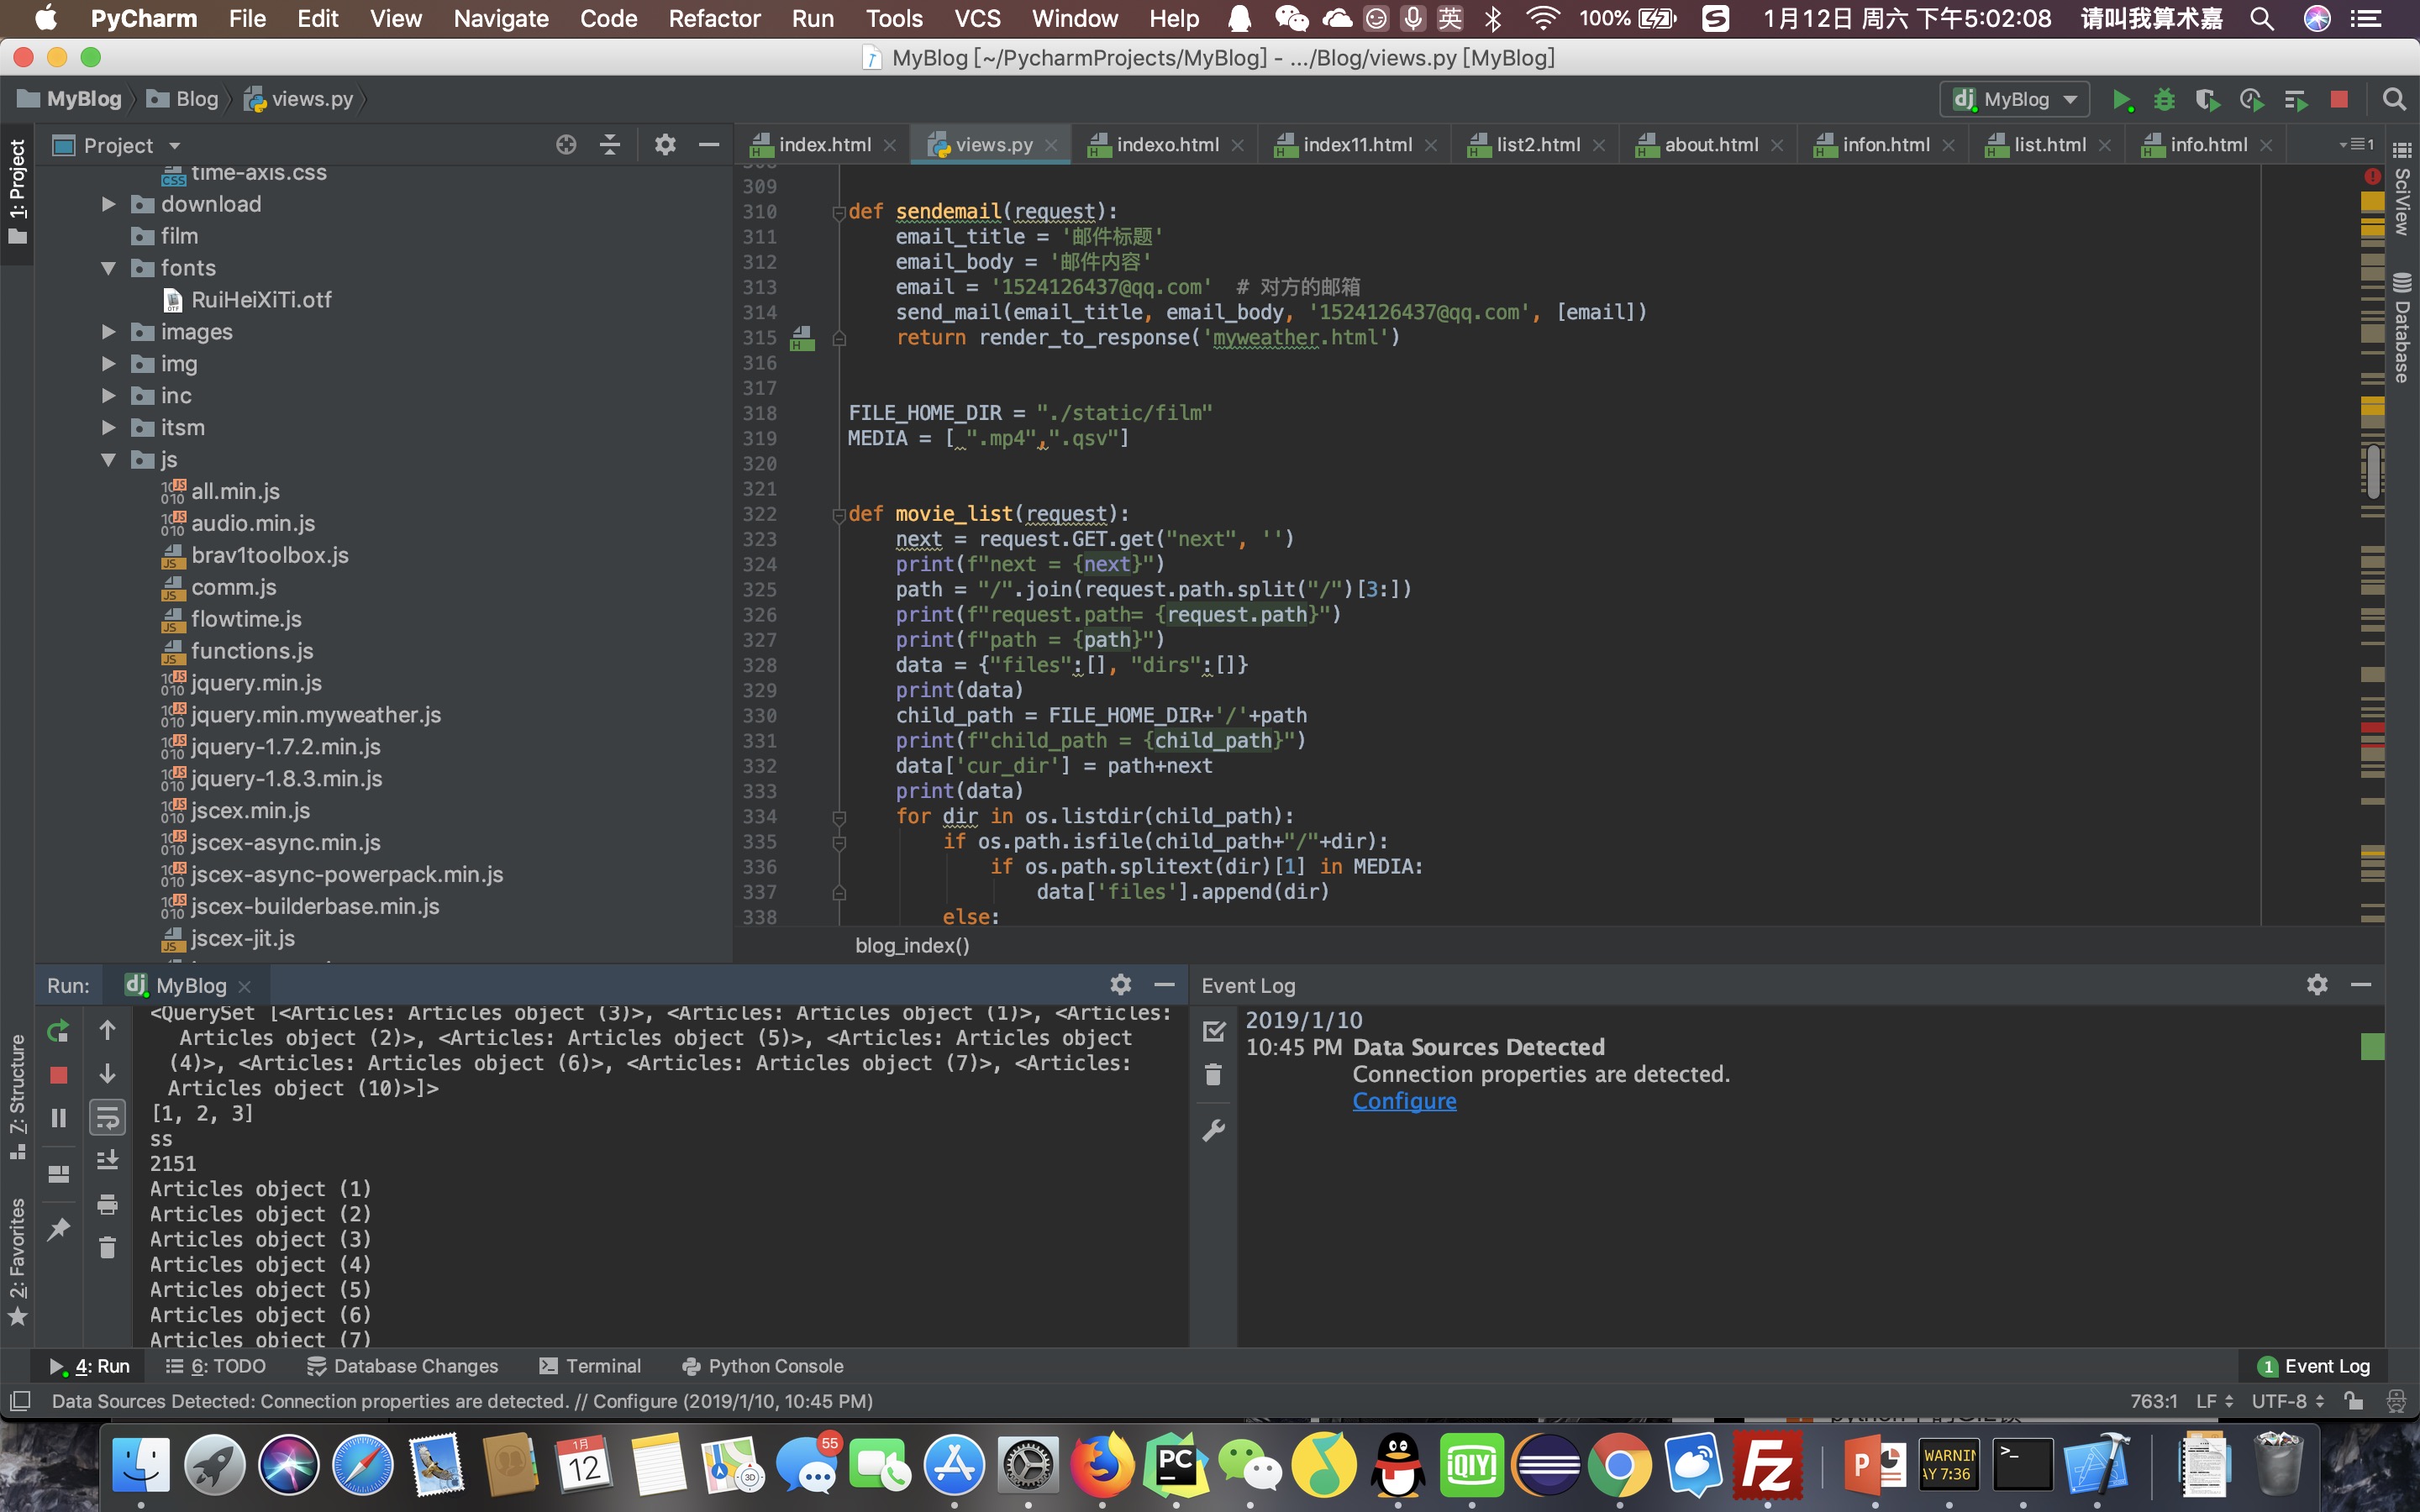 PyCharm File Edit View Navigate Code Refactor Run Tools VCS Window Help 英 100% 1月12日 周六 下午5:02:08 请叫我算术嘉
MyBlog [~/PycharmProjects/MyBlog] - .../Blog/views.py [MyBlog]
MyBlog Blog views.py MyBlog
1: Project
Project
index.html views.py indexo.html index11.html list2.html about.html infon.html list.html info.html
time-axis.css
download
film
fonts
RuiHeiXiTi.otf
images
img
inc
itsm
js
all.min.js
audio.min.js
brav1toolbox.js
comm.js
flowtime.js
functions.js
jquery.min.js
jquery.min.myweather.js
jquery-1.7.2.min.js
jquery-1.8.3.min.js
jscex.min.js
jscex-async.min.js
jscex-async-powerpack.min.js
jscex-builderbase.min.js
jscex-jit.js
309
310 def sendemail(request):
311 email_title = '邮件标题'
312 email_body = '邮件内容'
313 email = '1524126437@qq.com' # 对方的邮箱
314 send_mail(email_title, email_body, '1524126437@qq.com', [email])
315 return render_to_response('myweather.html')
316
317
318 FILE_HOME_DIR = "./static/film"
319 MEDIA = [ ".mp4",".qsv"]
320
321
322 def movie_list(request):
323 next = request.GET.get("next", '')
324 print(f"next = {next}")
325 path = "/".join(request.path.split("/")[3:])
326 print(f"request.path= {request.path}")
327 print(f"path = {path}")
328 data = {"files":[], "dirs":[]}
329 print(data)
330 child_path = FILE_HOME_DIR+'/'+path
331 print(f"child_path = {child_path}")
332 data['cur_dir'] = path+next
333 print(data)
334 for dir in os.listdir(child_path):
335 if os.path.isfile(child_path+"/"+dir):
336 if os.path.splitext(dir)[1] in MEDIA:
337 data['files'].append(dir)
338 else:
blog_index()
SciView
Database
Run: MyBlog
<QuerySet [<Articles: Articles object (3)>, <Articles: Articles object (1)>, <Articles:
Articles object (2)>, <Articles: Articles object (5)>, <Articles: Articles object
(4)>, <Articles: Articles object (6)>, <Articles: Articles object (7)>, <Articles:
Articles object (10)>]>
[1, 2, 3]
ss
2151
Articles object (1)
Articles object (2)
Articles object (3)
Articles object (4)
Articles object (5)
Articles object (6)
Articles object (7)
Event Log
2019/1/10
10:45 PM Data Sources Detected
Connection properties are detected.
Configure
7: Structure
2: Favorites
4: Run 6: TODO Database Changes Terminal Python Console 1 Event Log
Data Sources Detected: Connection properties are detected. // Configure (2019/1/10, 10:45 PM) 763:1 LF UTF-8
1月
12
3D
55
PC
iQIYI
Fz
P
WARNIN
AY 7:36
>_